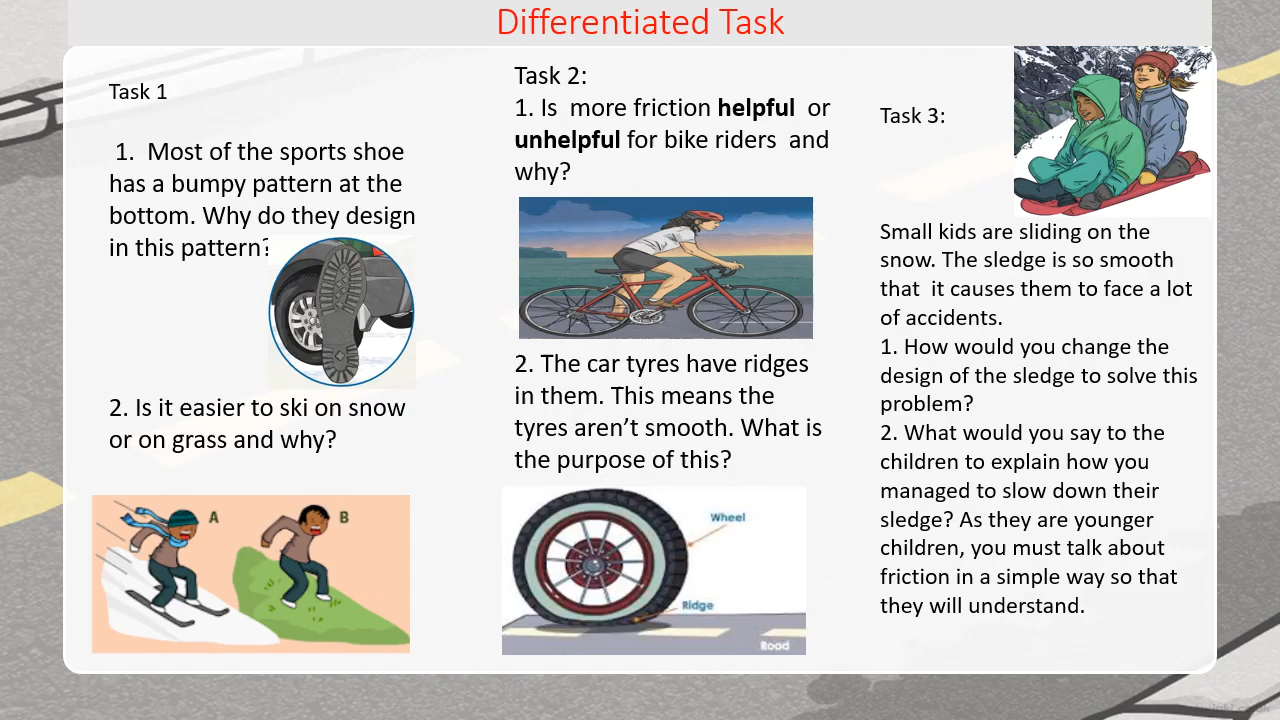 Differentiated Task
Task 1
1. Most of the sports shoe
has a bumpy pattern at the
bottom. Why do they design
in this pattern?
2. Is it easier to ski on snow
or on grass and why?
A
B
Task 2:
1. Is more friction helpful or
unhelpful for bike riders and
why?
2. The car tyres have ridges
in them. This means the
tyres aren’t smooth. What is
the purpose of this?
Wheel
Ridge
Rood
Task 3:
Small kids are sliding on the
snow. The sledge is so smooth
that it causes them to face a lot
of accidents.
1. How would you change the
design of the sledge to solve this
problem?
2. What would you say to the
children to explain how you
managed to slow down their
sledge? As they are younger
children, you must talk about
friction in a simple way so that
they will understand.